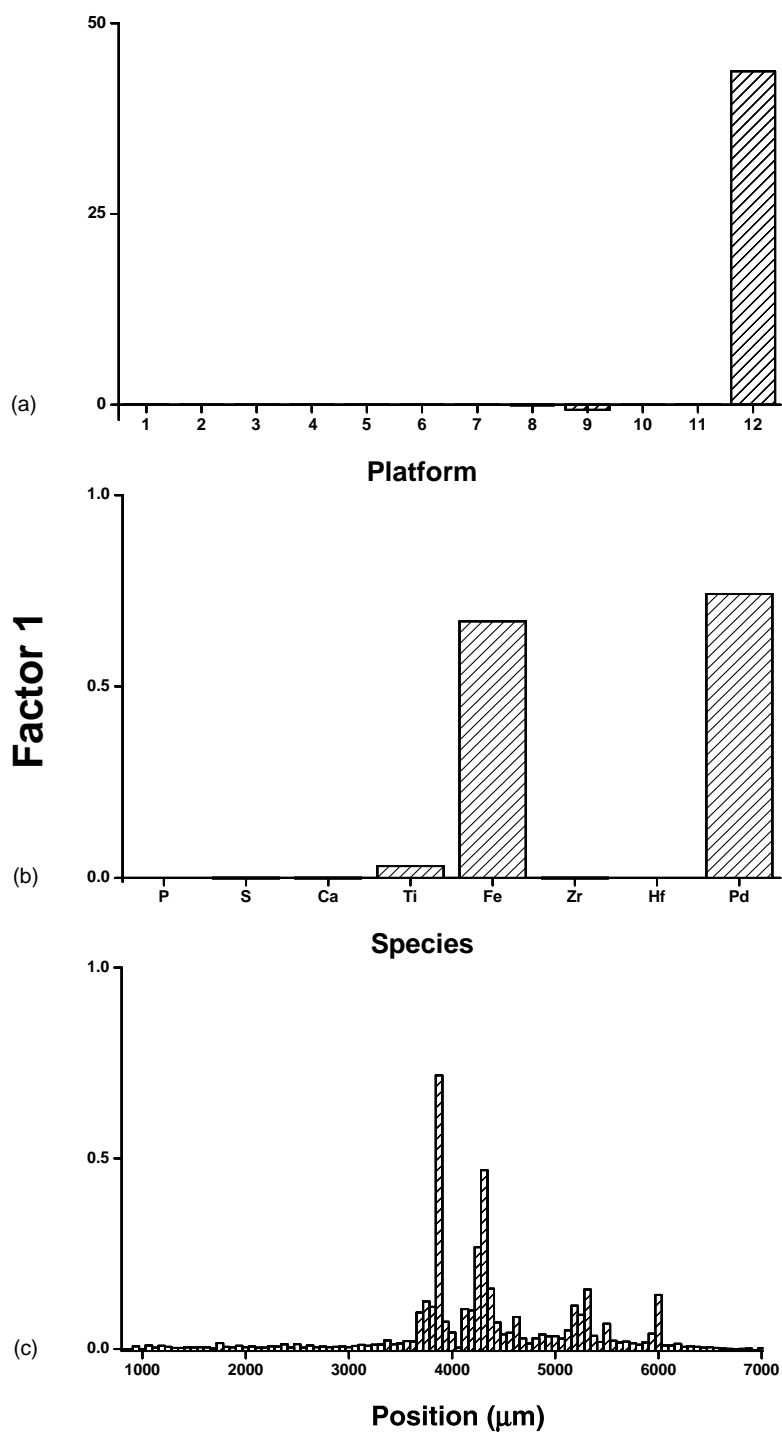 50
25
0
(a)
1 2 3 4 5 6 7 8 9 10 11 12
Platform
1.0
0.5
0.0
(b)
P S Ca Ti Fe Zr Hf Pd
Species
Factor 1
1.0
0.5
0.0
(c)
1000 2000 3000 4000 5000 6000 7000
Position (μm)